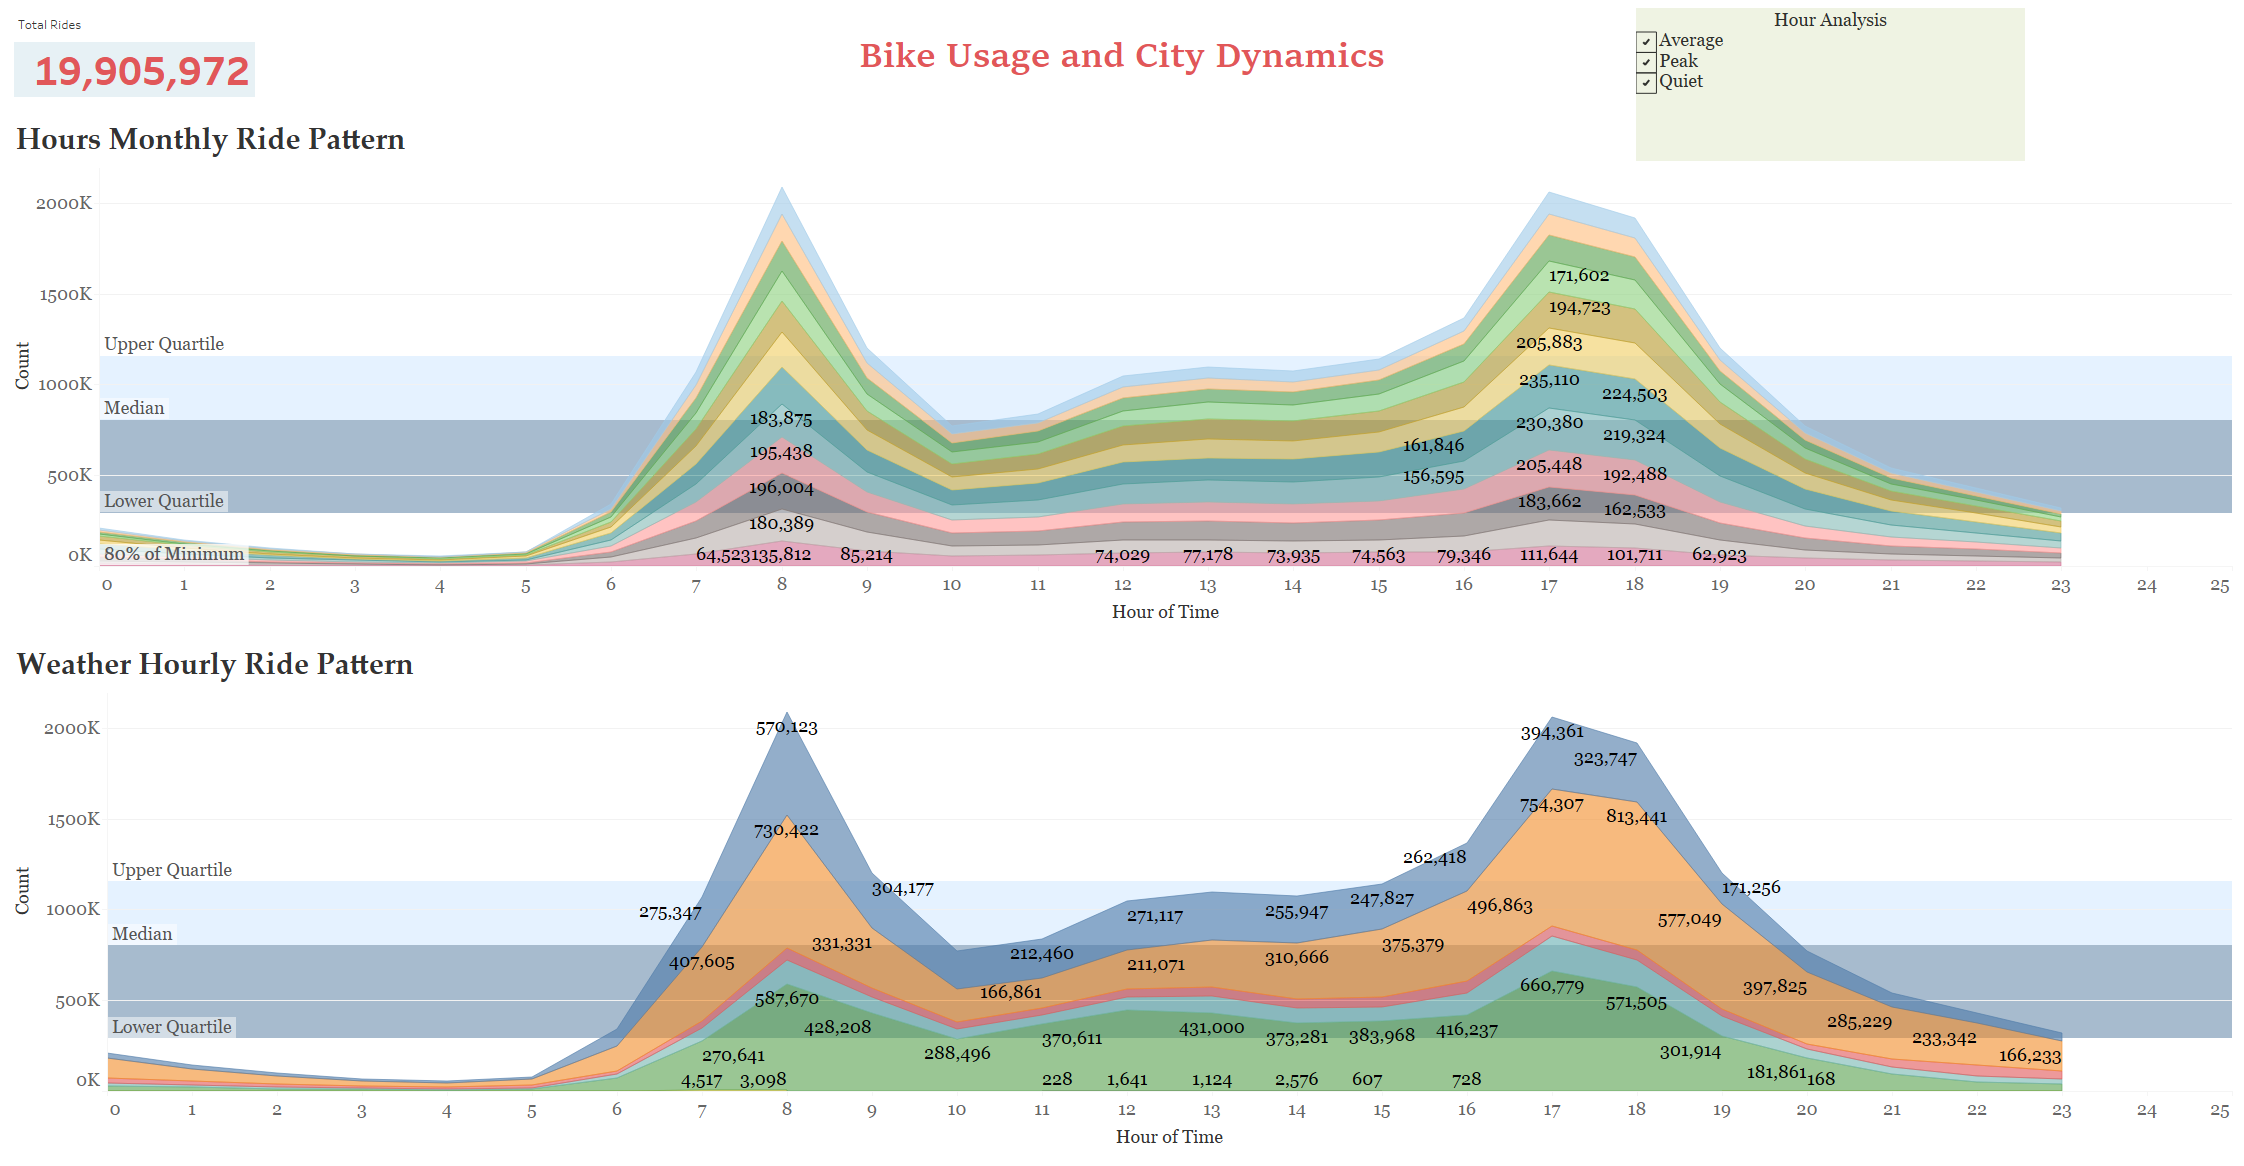 Total Rides
19,905,972
Bike Usage and City Dynamics
Hour Analysis
Average
Peak
Quiet
Hours Monthly Ride Pattern
2000K
1500K
1000K
500K
0K
Count
Upper Quartile
Median
Lower Quartile
80% of Minimum
171,602
194,723
205,883
235,110
183,875 224,503
230,380
161,846 219,324
195,438
205,448
156,595 192,488
196,004
183,662
162,533
180,389
64,523 135,812 85,214 74,029 77,178 73,935 74,563 79,346 111,644 101,711 62,923
0 1 2 3 4 5 6 7 8 9 10 11 12 13 14 15 16 17 18 19 20 21 22 23 24 25
Hour of Time
Weather Hourly Ride Pattern
2000K
1500K
1000K
500K
0K
Count
Upper Quartile
Median
Lower Quartile
570,123 394,361
323,747
754,307
730,422 813,441
262,418
304,177 171,256
275,347 271,117 255,947 247,827 496,863
577,049
331,331 375,379
212,460
407,605 211,071 310,666
166,861 660,779 397,825
587,670 571,505
428,208 431,000 416,237 285,229
370,611 373,281 383,968 233,342
270,641 288,496 301,914 166,233
181,861
4,517 3,098 228 1,641 1,124 2,576 607 728 168
0 1 2 3 4 5 6 7 8 9 10 11 12 13 14 15 16 17 18 19 20 21 22 23 24 25
Hour of Time